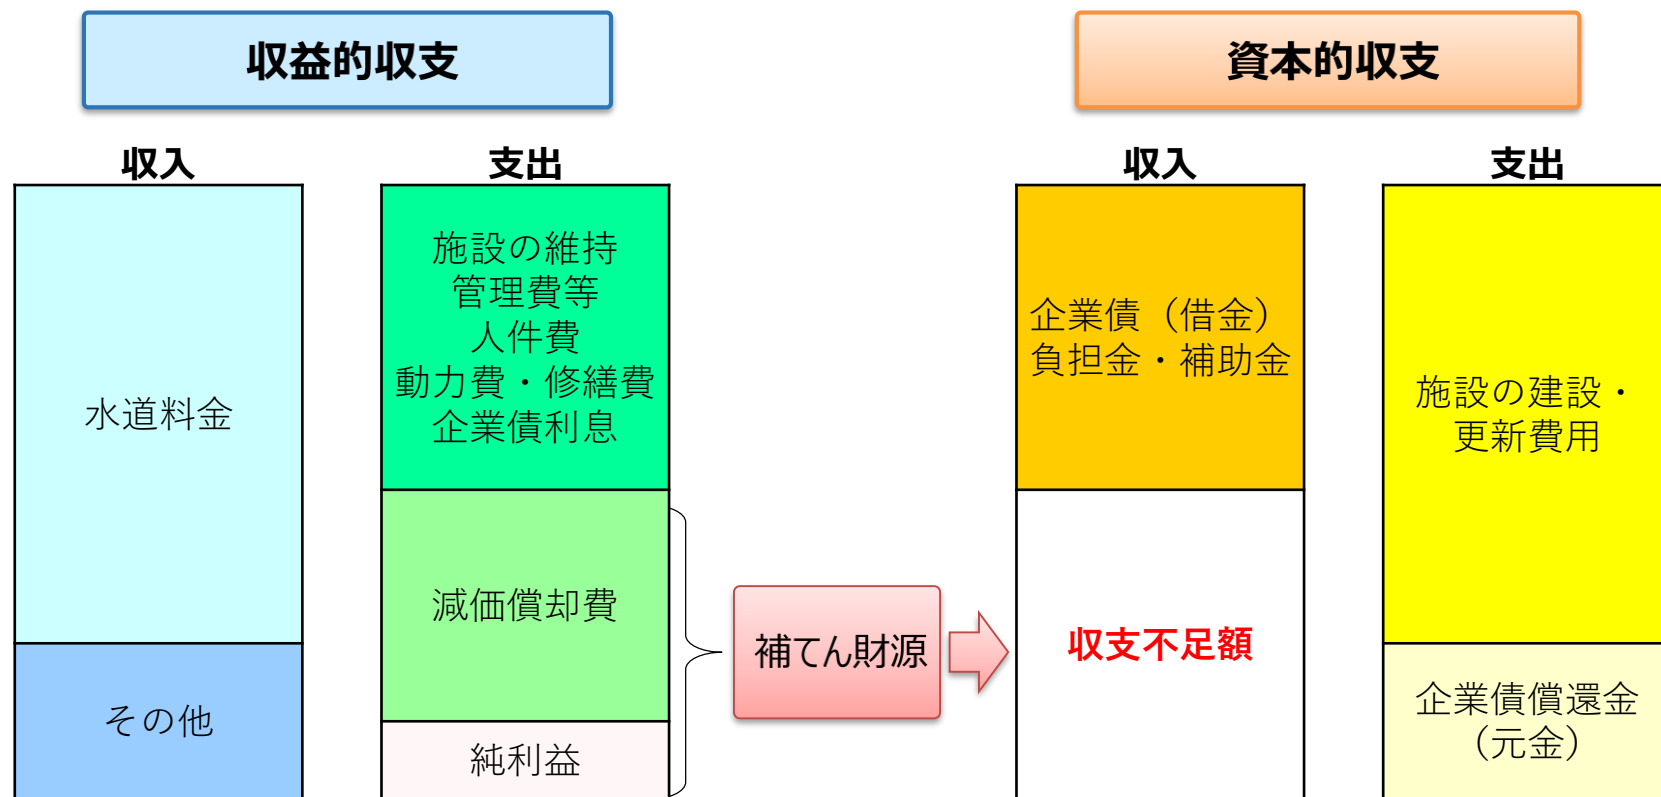 収益的収支
資本的収支
収入
支出
収入
支出
水道料金
その他
施設の維持
管理費等
人件費
動力費・修繕費
企業債利息
減価償却費
純利益
補てん財源
企業債（借金）
負担金・補助金
収支不足額
施設の建設・
更新費用
企業債償還金
（元金）